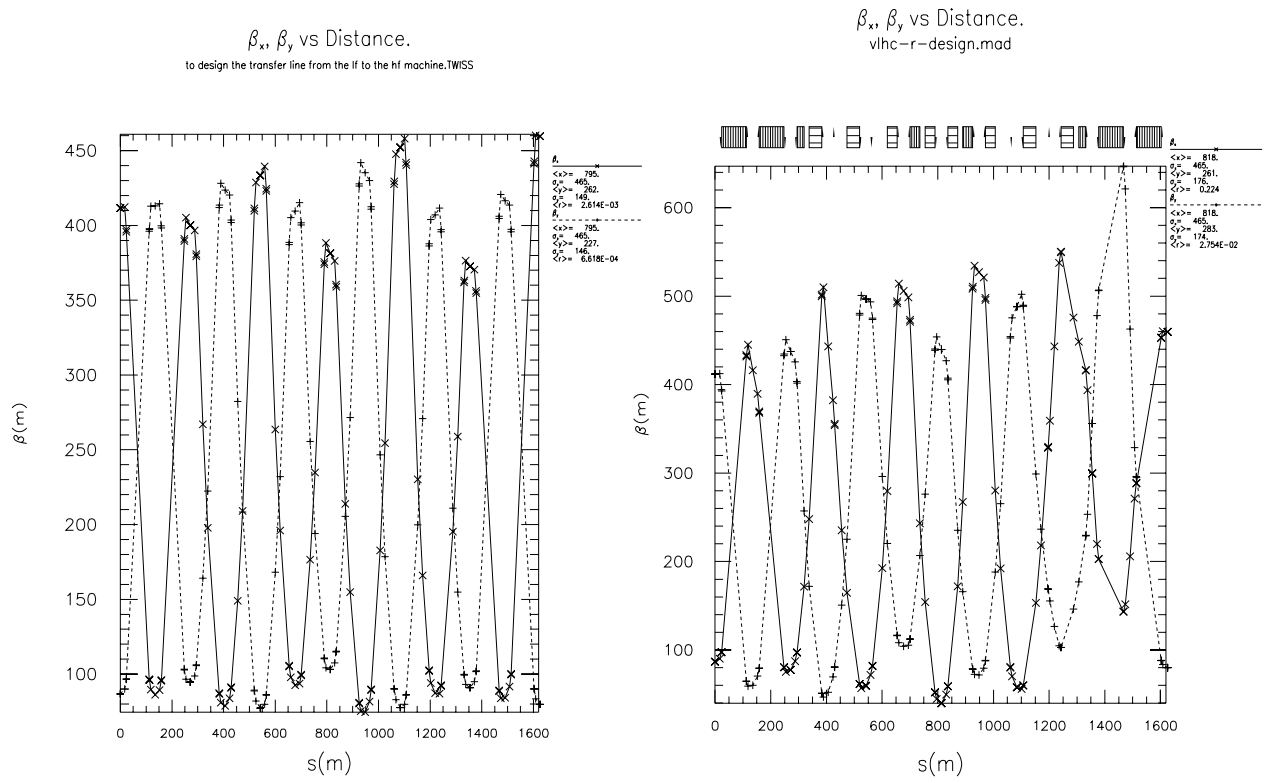 βx, βy vs Distance.
to design the transfer line from the lf to the hf machine.TWISS
450
400
350
300
250
200
150
100
β(m)
0 200 400 600 800 1000 1200 1400 1600
s(m)
βx
<x>= 795.
σx= 465.
<y>= 262.
σy= 149.
<r>= 2.614E-03
βy
<x>= 795.
σx= 465.
<y>= 227.
σy= 146.
<r>= 6.618E-04
βx, βy vs Distance.
vlhc-r-design.mad
600
500
400
300
200
100
β(m)
0 200 400 600 800 1000 1200 1400 1600
s(m)
βx
<x>= 818.
σx= 465.
<y>= 261.
σy= 176.
<r>= 0.224
βy
<x>= 818.
σx= 465.
<y>= 283.
σy= 174.
<r>= 2.754E-02